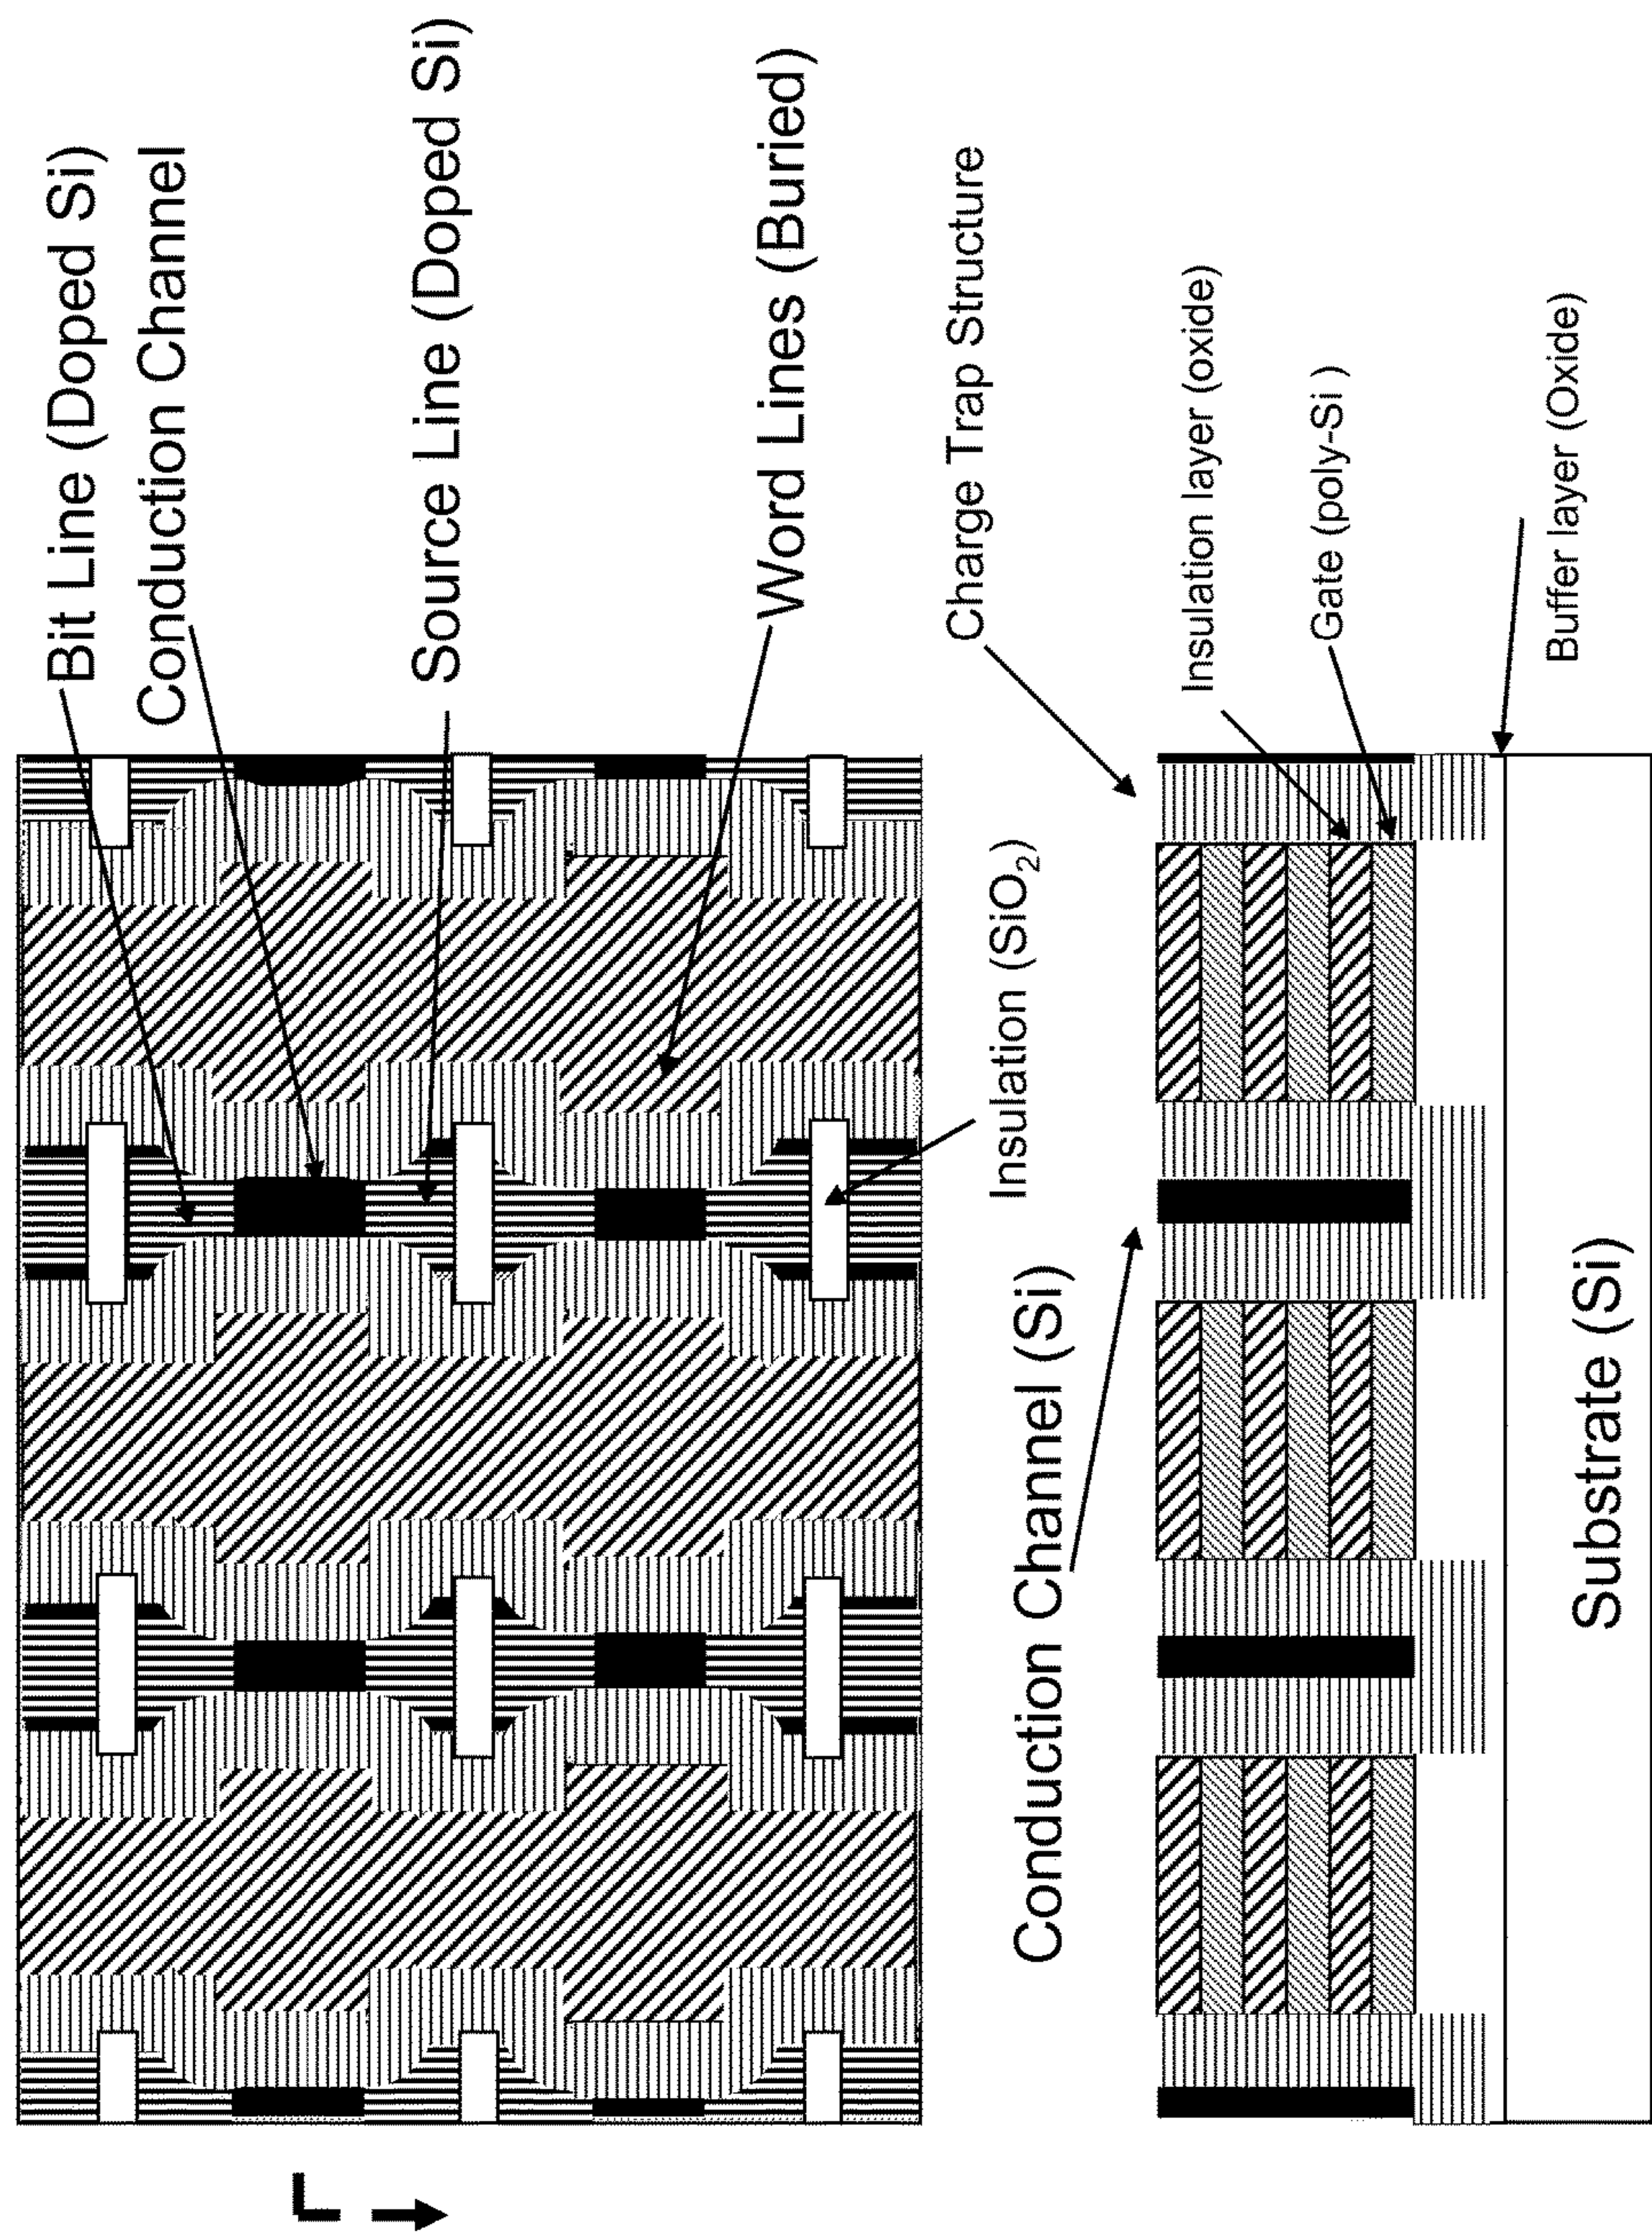 Bit Line (Doped Si)
Conduction Channel
Source Line (Doped Si)
Word Lines (Buried)
Charge Trap Structure
Insulation (SiO₂)
Conduction Channel (Si)
Insulation layer (oxide)
Gate (poly-Si )
Buffer layer (Oxide)
Substrate (Si)